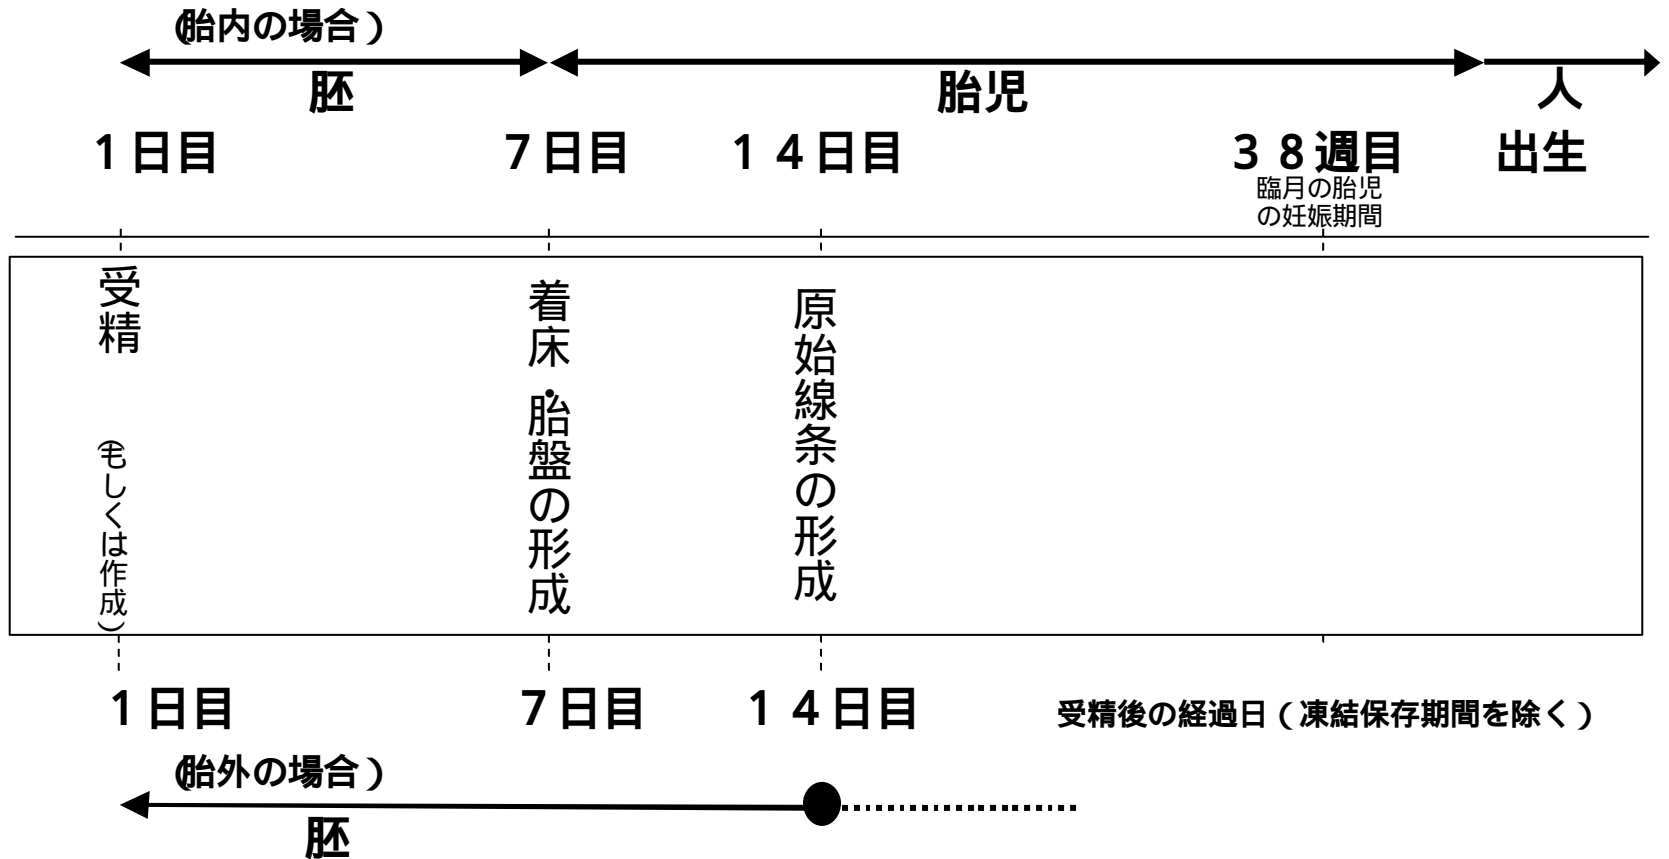 （胎内の場合）
胚
胎児
人
１日目
７日目
１４日目
３８週目
出生
臨月の胎児
の妊娠期間
受精
（もしくは作成）
着床・胎盤の形成
原始線条の形成
１日目
７日目
１４日目
受精後の経過日（凍結保存期間を除く）
（胎外の場合）
胚